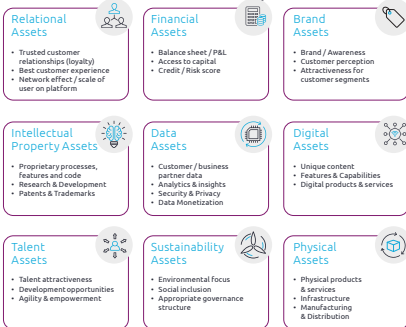 Relational
Assets
• Trusted customer
relationships (loyalty)
• Best customer experience
• Network effect / scale of
user on platform
Financial
Assets
• Balance sheet / P&L
• Access to capital
• Credit / Risk score
Brand
Assets
• Brand / Awareness
• Customer perception
• Attractiveness for
customer segments
Intellectual
Property Assets
• Proprietary processes,
features and code
• Research & Development
• Patents & Trademarks
Data
Assets
• Customer / business
partner data
• Analytics & insights
• Security & Privacy
• Data Monetization
Digital
Assets
• Unique content
• Features & Capabilities
• Digital products & services
Talent
Assets
• Talent attractiveness
• Development opportunities
• Agility & empowerment
Sustainability
Assets
• Environmental focus
• Social inclusion
• Appropriate governance
structure
Physical
Assets
• Physical products
& services
• Infrastructure
• Manufacturing
& Distribution